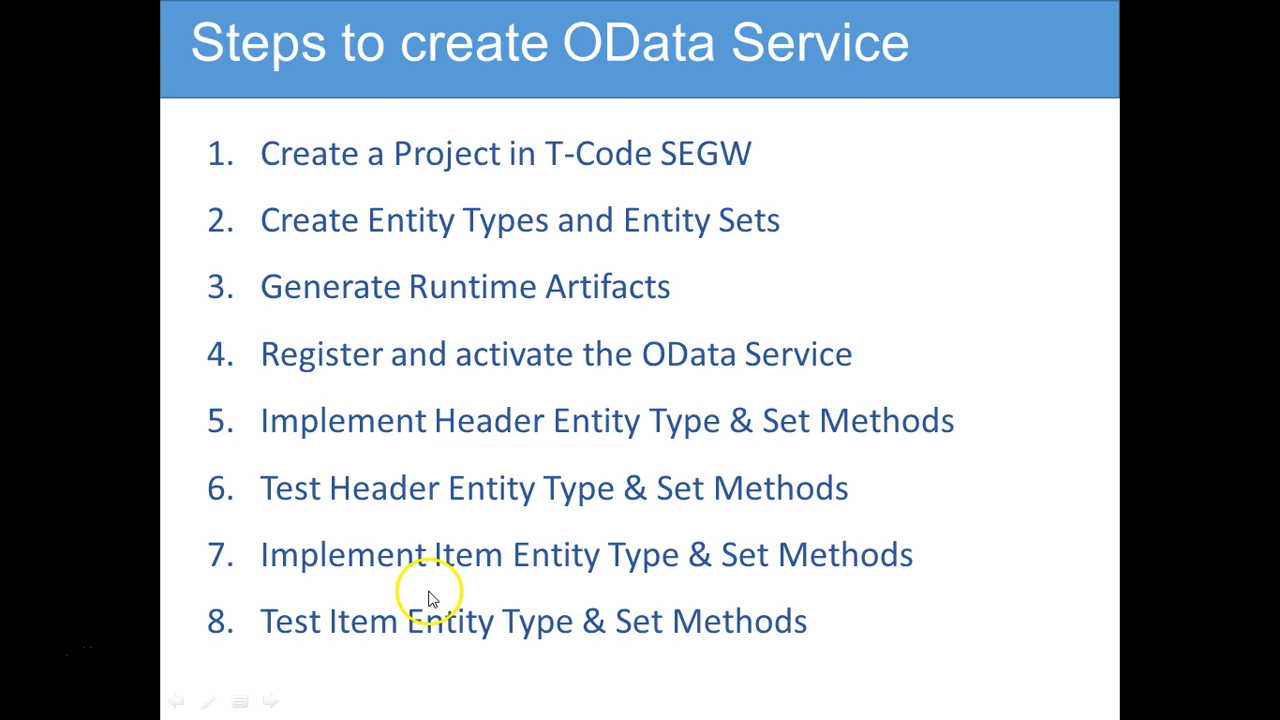 Steps to create OData Service
1. Create a Project in T-Code SEGW
2. Create Entity Types and Entity Sets
3. Generate Runtime Artifacts
4. Register and activate the OData Service
5. Implement Header Entity Type & Set Methods
6. Test Header Entity Type & Set Methods
7. Implement Item Entity Type & Set Methods
8. Test Item Entity Type & Set Methods